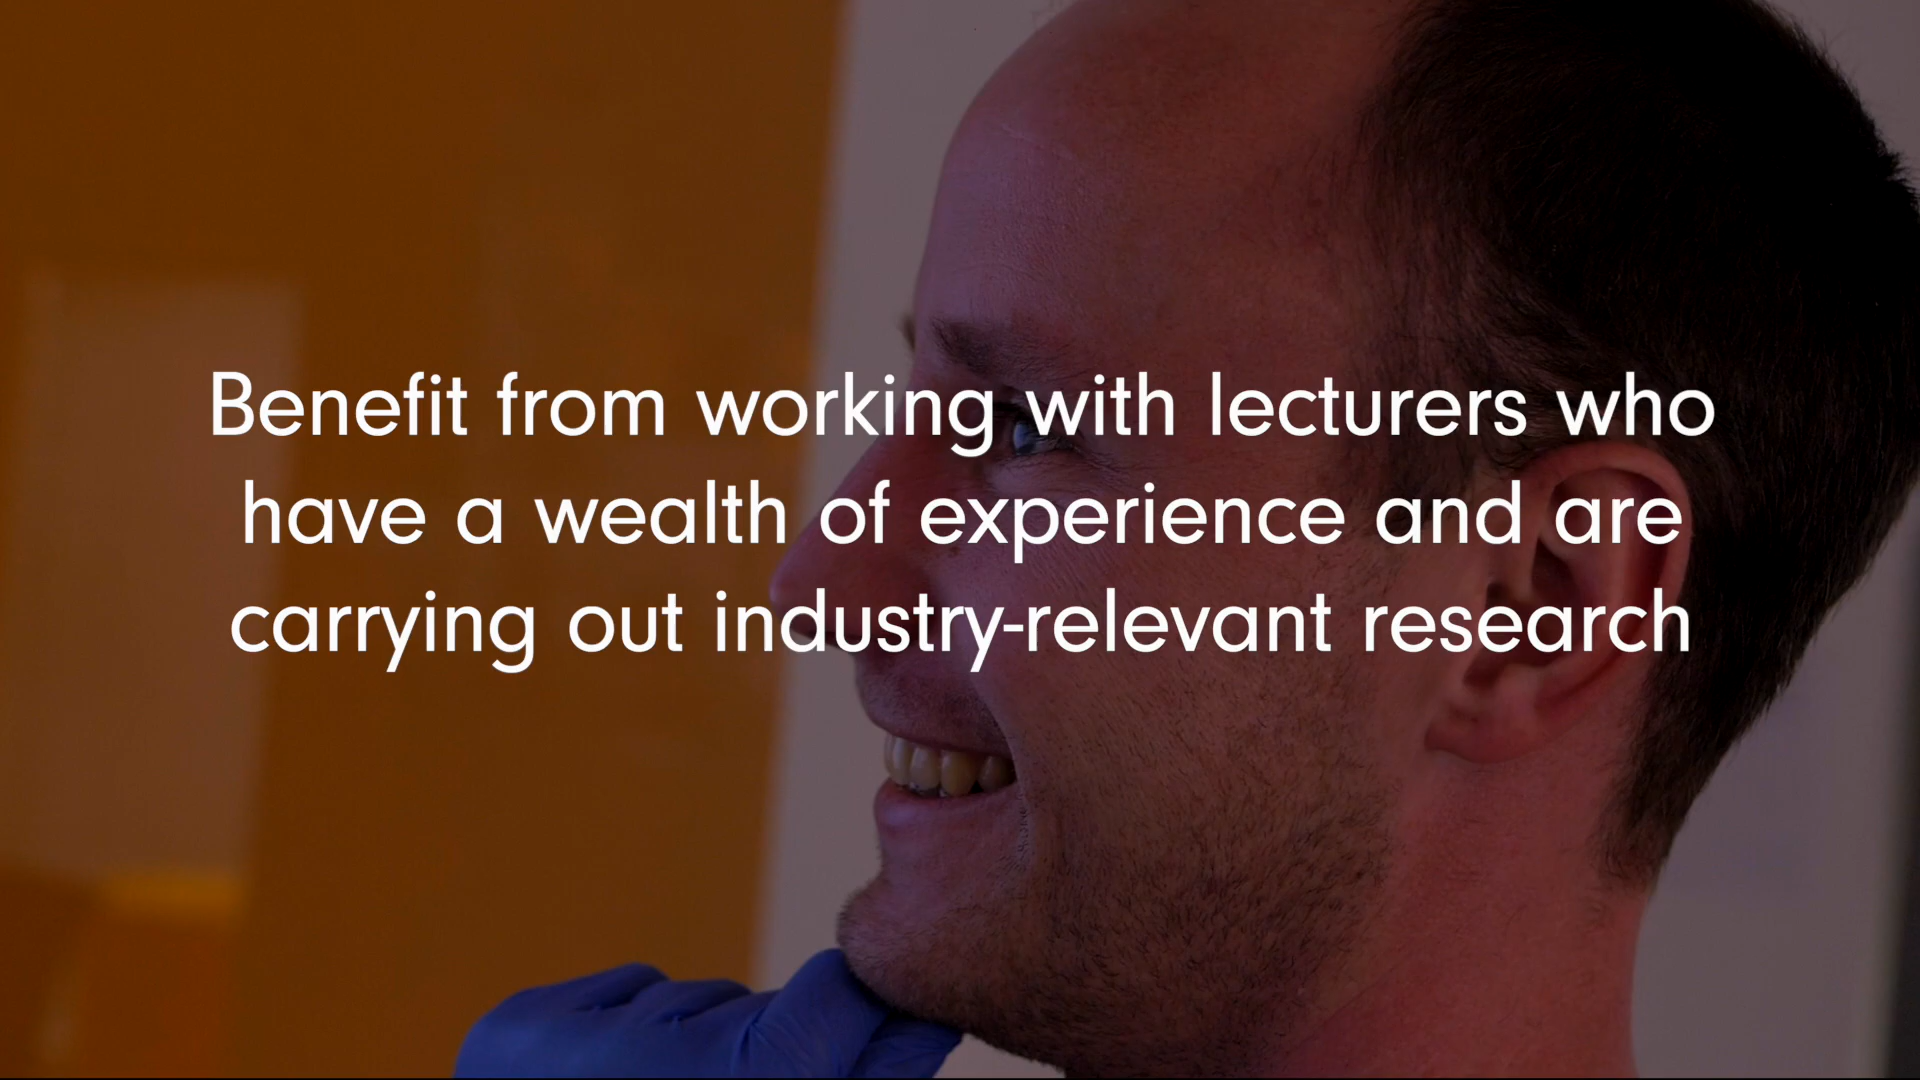 Benefit from working with lecturers who
have a wealth of experience and are
carrying out industry-relevant research